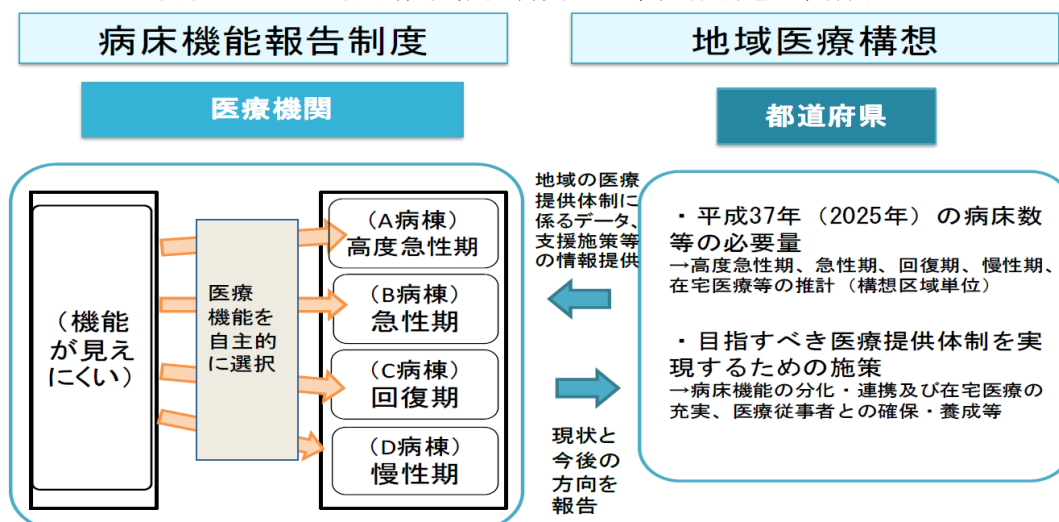 病床機能報告制度
医療機関
(機能
が見え
にくい)
医療
機能を
自主的
に選択
(A病棟)
高度急性期
(B病棟)
急性期
(C病棟)
回復期
(D病棟)
慢性期
地域の医療
提供体制に
係るデータ、
支援施策等
の情報提供
現状と
今後の
方向を
報告
地域医療構想
都道府県
・平成37年（2025年）の病床数
等の必要量
→高度急性期、急性期、回復期、慢性期、
在宅医療等の推計（構想区域単位）
・目指すべき医療提供体制を実
現するための施策
→病床機能の分化・連携及び在宅医療の
充実、医療従事者との確保・養成等